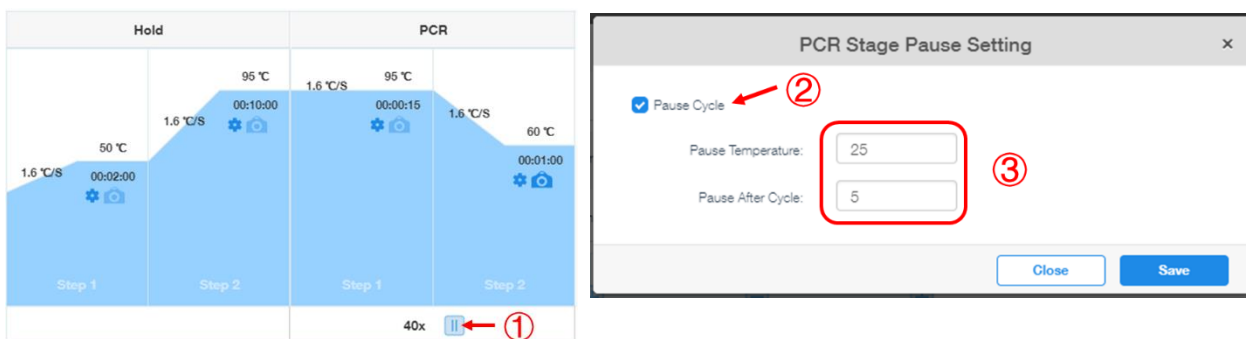 Hold
PCR
1.6 ℃/S
50 ℃
00:02:00
Step 1
1.6 ℃/S
95 ℃
00:10:00
Step 2
1.6 ℃/S
95 ℃
00:00:15
Step 1
1.6 ℃/S
60 ℃
00:01:00
Step 2
40x
①
PCR Stage Pause Setting
×
Pause Cycle
②
Pause Temperature:
25
Pause After Cycle:
5
③
Close
Save